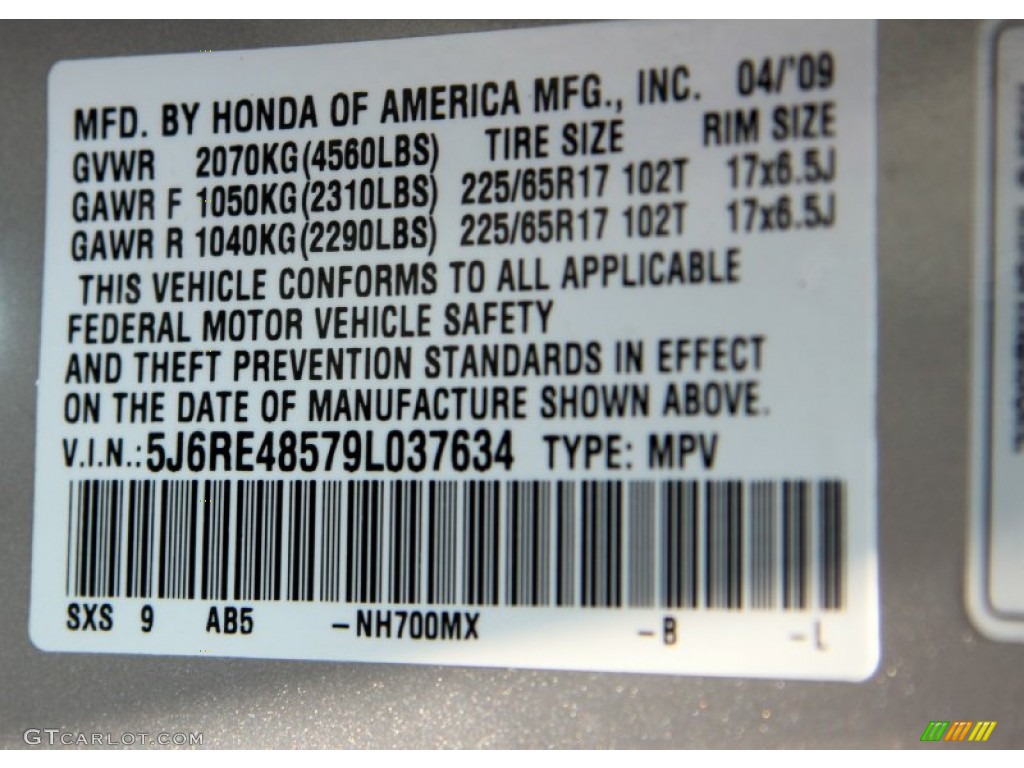 MFD. BY HONDA OF AMERICA MFG., INC. 04/'09
GVWR 2070KG(4560LBS) TIRE SIZE RIM SIZE
GAWR F 1050KG(2310LBS) 225/65R17 102T 17x6.5J
GAWR R 1040KG(2290LBS) 225/65R17 102T 17x6.5J
THIS VEHICLE CONFORMS TO ALL APPLICABLE
FEDERAL MOTOR VEHICLE SAFETY
AND THEFT PREVENTION STANDARDS IN EFFECT
ON THE DATE OF MANUFACTURE SHOWN ABOVE.
V.I.N.: 5J6RE48579L037634 TYPE: MPV
SXS 9 AB5 -NH700MX -B -L
GTCARLOT.COM